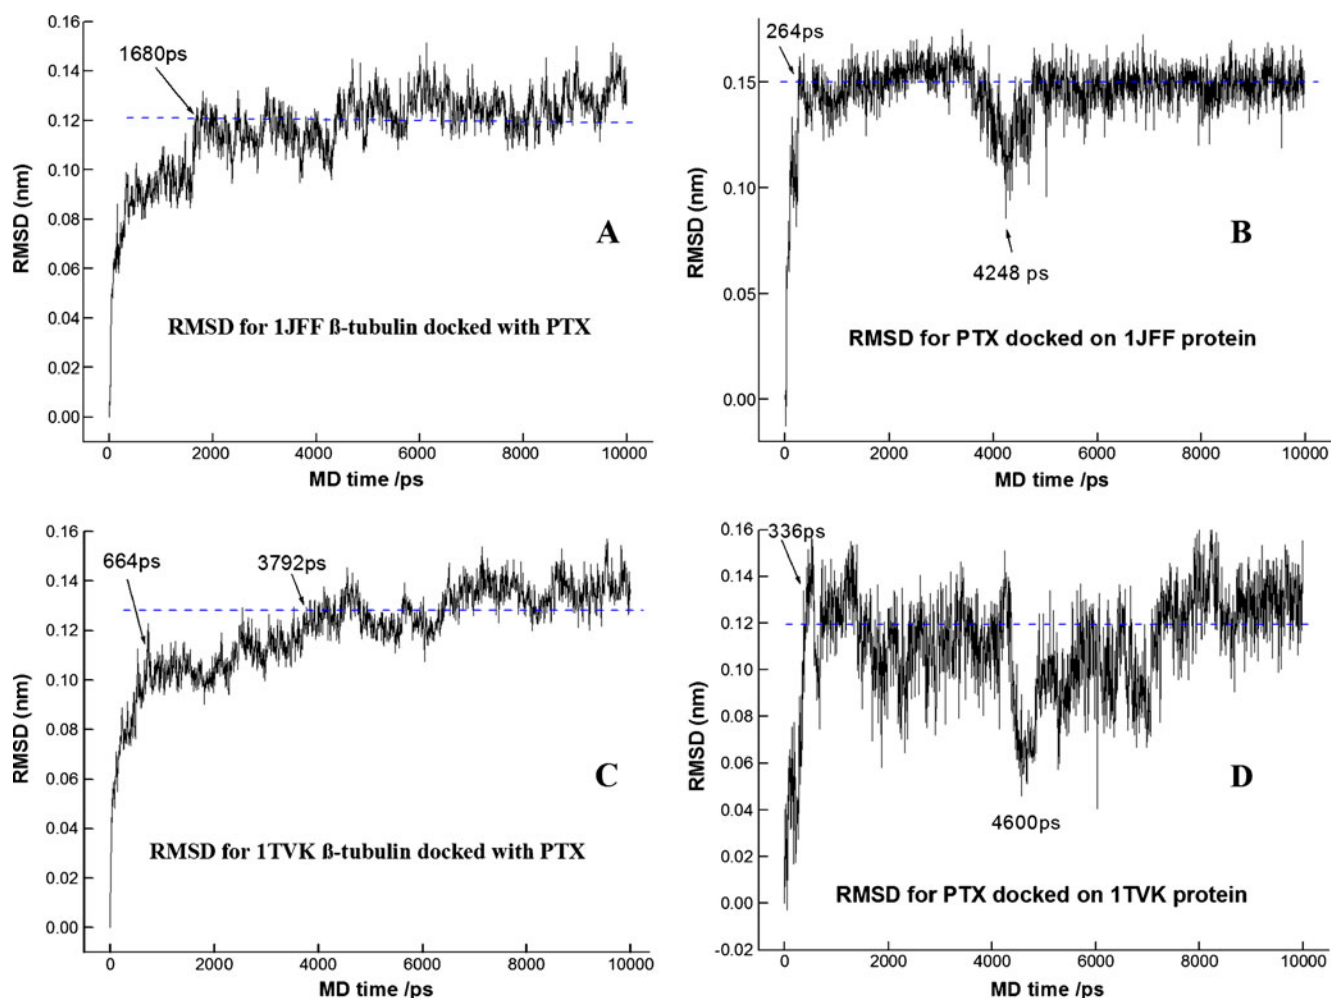 0.16
0.14
0.12
0.10
0.08
0.06
0.04
0.02
0.00
RMSD (nm)
1680ps
A
RMSD for 1JFF ß-tubulin docked with PTX
0 2000 4000 6000 8000 10000
MD time /ps
0.15
0.10
0.05
0.00
RMSD (nm)
264ps
4248 ps
B
RMSD for PTX docked on 1JFF protein
0 2000 4000 6000 8000 10000
MD time /ps
0.16
0.14
0.12
0.10
0.08
0.06
0.04
0.02
0.00
RMSD (nm)
664ps
3792ps
C
RMSD for 1TVK ß-tubulin docked with PTX
0 2000 4000 6000 8000 10000
MD time /ps
0.16
0.14
0.12
0.10
0.08
0.06
0.04
0.02
0.00
-0.02
RMSD (nm)
336ps
4600ps
D
RMSD for PTX docked on 1TVK protein
0 2000 4000 6000 8000 10000
MD time /ps